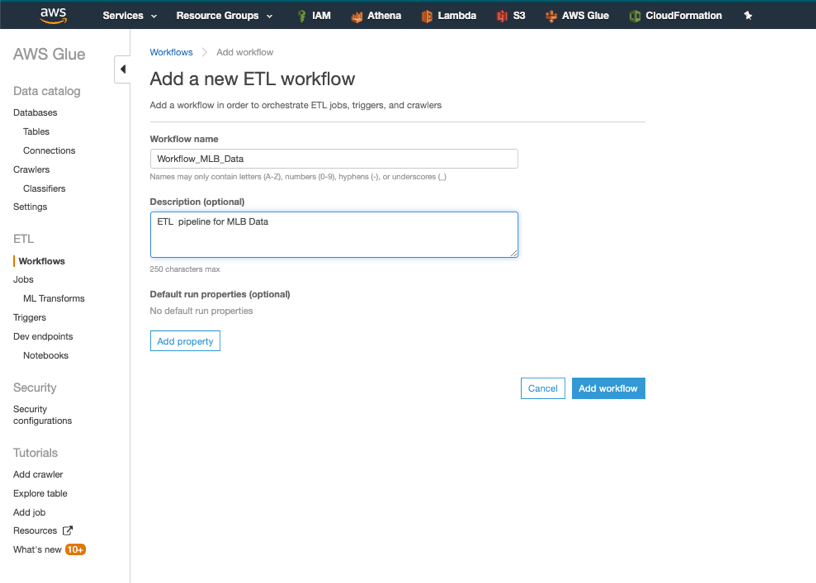 aws Services Resource Groups IAM Athena Lambda S3 AWS Glue CloudFormation
AWS Glue
Data catalog
Databases
Tables
Connections
Crawlers
Classifiers
Settings
ETL
Workflows
Jobs
ML Transforms
Triggers
Dev endpoints
Notebooks
Security
Security
configurations
Tutorials
Add crawler
Explore table
Add job
Resources
What's new 10+
Workflows Add workflow
Add a new ETL workflow
Add a workflow in order to orchestrate ETL jobs, triggers, and crawlers
Workflow name
Workflow_MLB_Data
Names may only contain letters (A-Z), numbers (0-9), hyphens (-), or underscores (_)
Description (optional)
ETL  pipeline for MLB Data
250 characters max
Default run properties (optional)
No default run properties
Add property
Cancel Add workflow